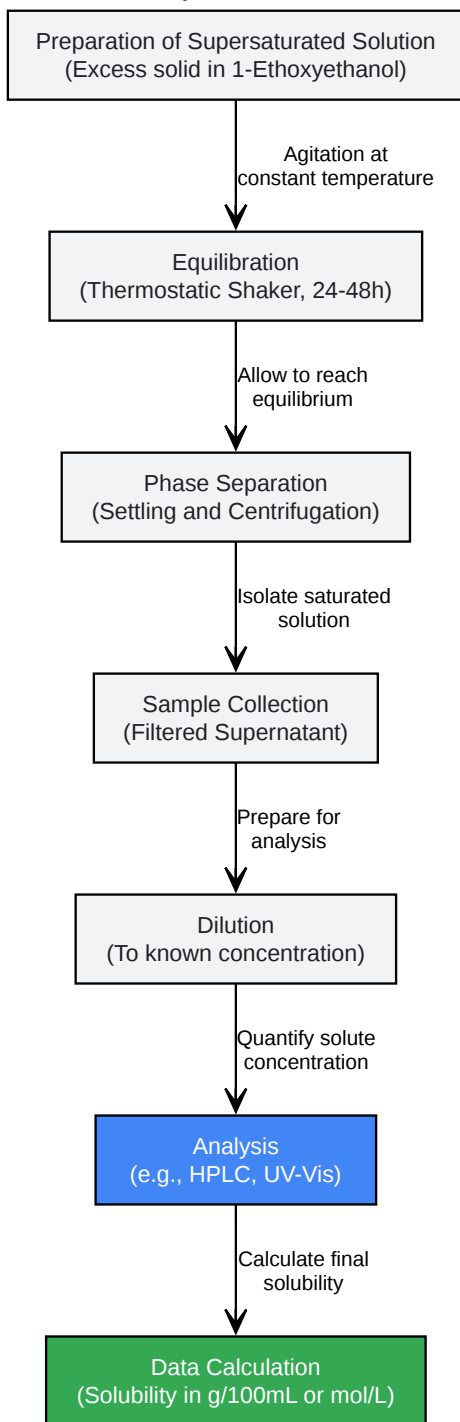 Preparation of Supersaturated Solution
(Excess solid in 1-Ethoxyethanol)
Agitation at
constant temperature
Equilibration
(Thermostatic Shaker, 24-48h)
Allow to reach
equilibrium
Phase Separation
(Settling and Centrifugation)
Isolate saturated
solution
Sample Collection
(Filtered Supernatant)
Prepare for
analysis
Dilution
(To known concentration)
Quantify solute
concentration
Analysis
(e.g., HPLC, UV-Vis)
Calculate final
solubility
Data Calculation
(Solubility in g/100mL or mol/L)